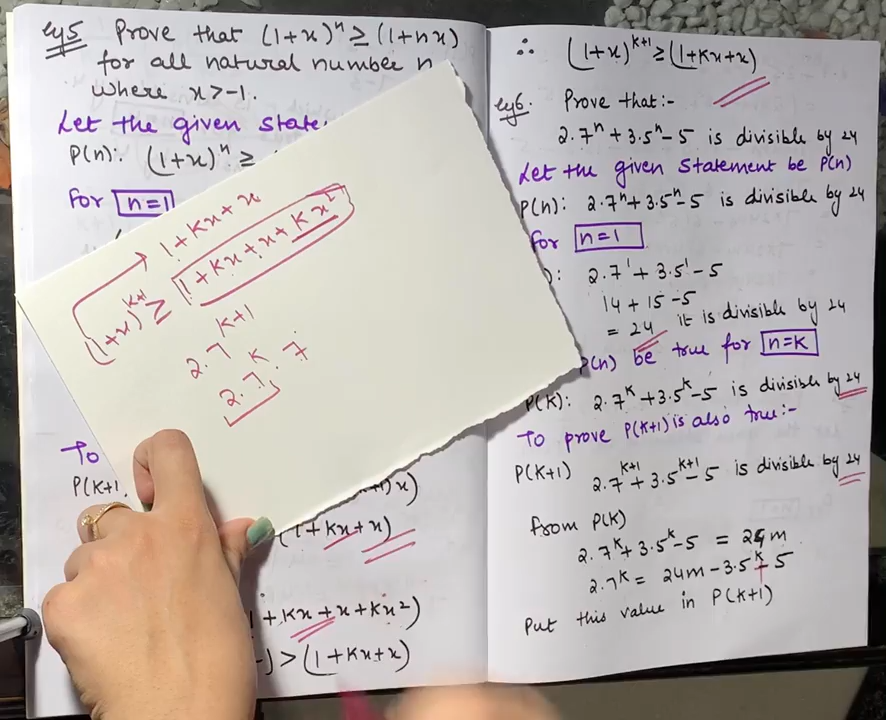 eg5 Prove that (1+x)^n ≥ (1+nx)
for all natural number n
where x>-1.
Let the given state
P(n): (1+x)^n ≥
For n=1
To
P(K+1
x)
(1+Kx+x)
+Kx+x+Kx²)
>(1+Kx+x)
1+Kx+x
(1+x)^K+1 ≥ 1+Kx+x+Kx²
2.7^K+1
2.7^K.7
∴ (1+x)^K+1 ≥ (1+Kx+x)
eg6. Prove that:-
2.7^n+3.5^n-5 is divisible by 24
Let the given statement be P(n)
P(n): 2.7^n+3.5^n-5 is divisible by 24
For n=1
): 2.7^1+3.5^1-5
14+15-5
= 24 it is divisible by 24
P(n) be true for n=K
P(K): 2.7^K+3.5^K-5 is divisible by 24
To prove P(K+1) is also true:-
P(K+1) 2.7^K+1+3.5^K+1-5 is divisible by 24
from P(K)
2.7^K+3.5^K-5 = 24m
2.7^K = 24m-3.5^K+5
Put this value in P(K+1)